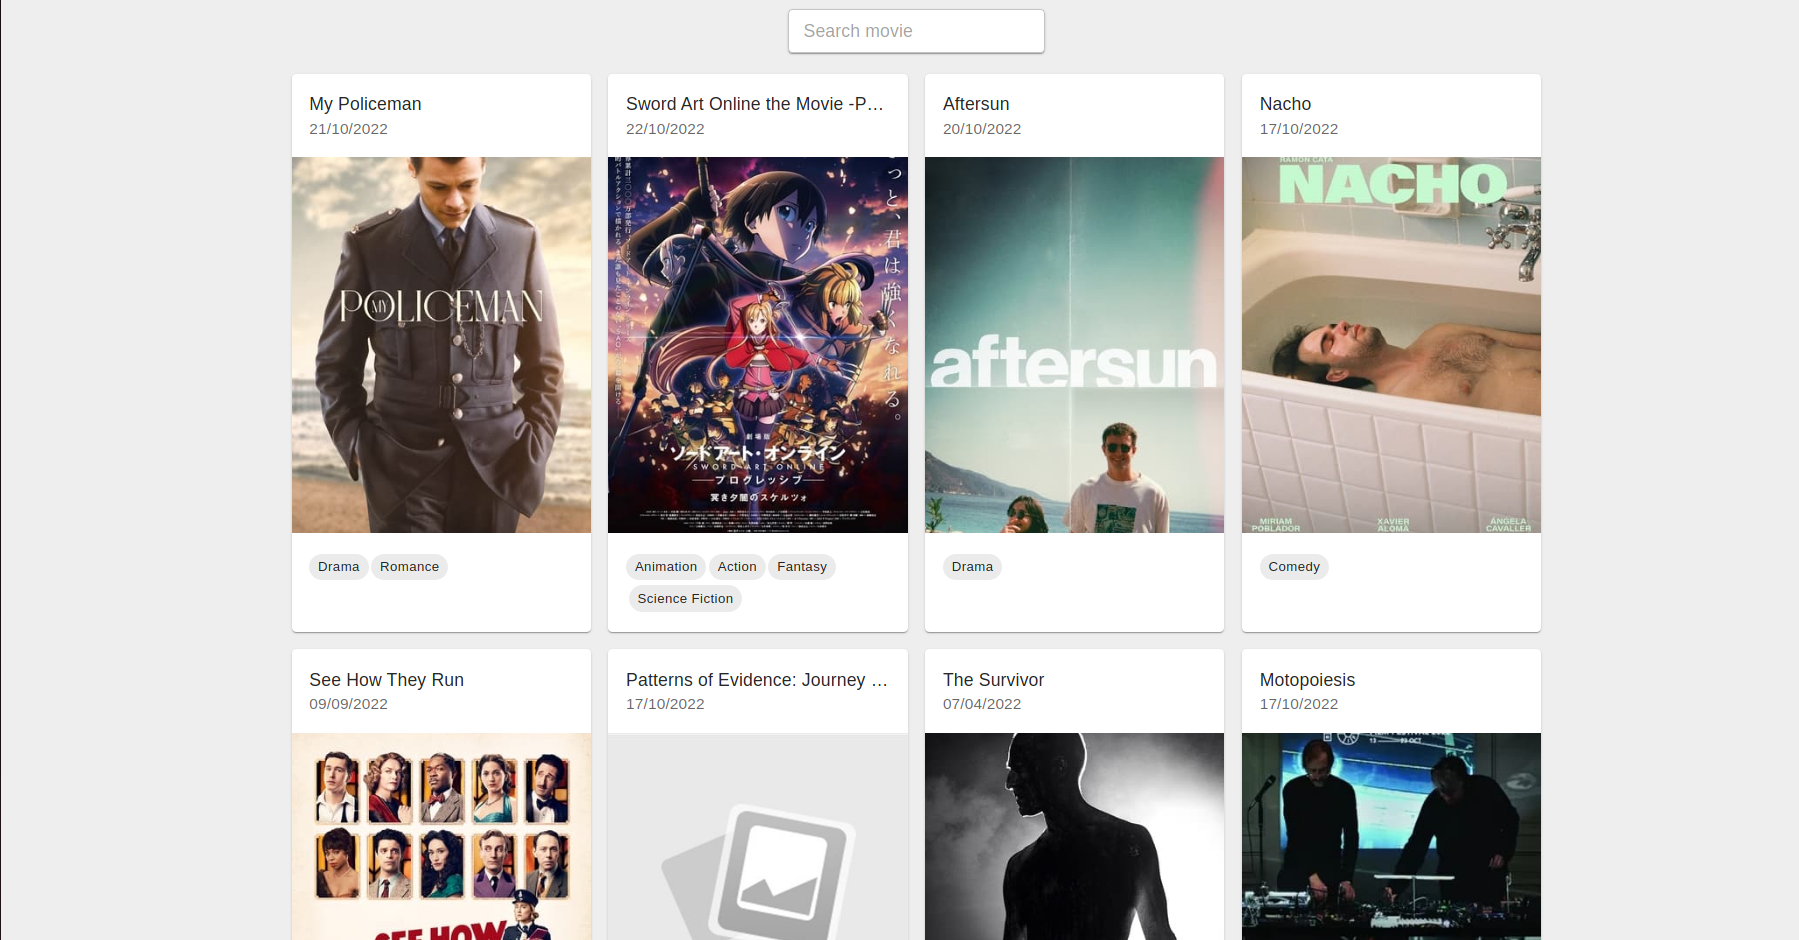 Search movie
My Policeman
21/10/2022
Sword Art Online the Movie -P...
22/10/2022
Aftersun
20/10/2022
Nacho
17/10/2022
MY
POLICEMAN
っと、君は強くなれる。
劇場版
ソードアート・オンライン
SWORD ART ONLINE
プログレッシブ
冥き夕闇のスケルツォ
aftersun
RAMON CATA
NACHO
MIRIAM
POBLADOR
XAVIER
ALOMÀ
ÁNGELA
CAVALLER
Drama
Romance
Animation
Action
Fantasy
Science Fiction
Drama
Comedy
See How They Run
09/09/2022
Patterns of Evidence: Journey ...
17/10/2022
The Survivor
07/04/2022
Motopoiesis
17/10/2022
SEE HOW